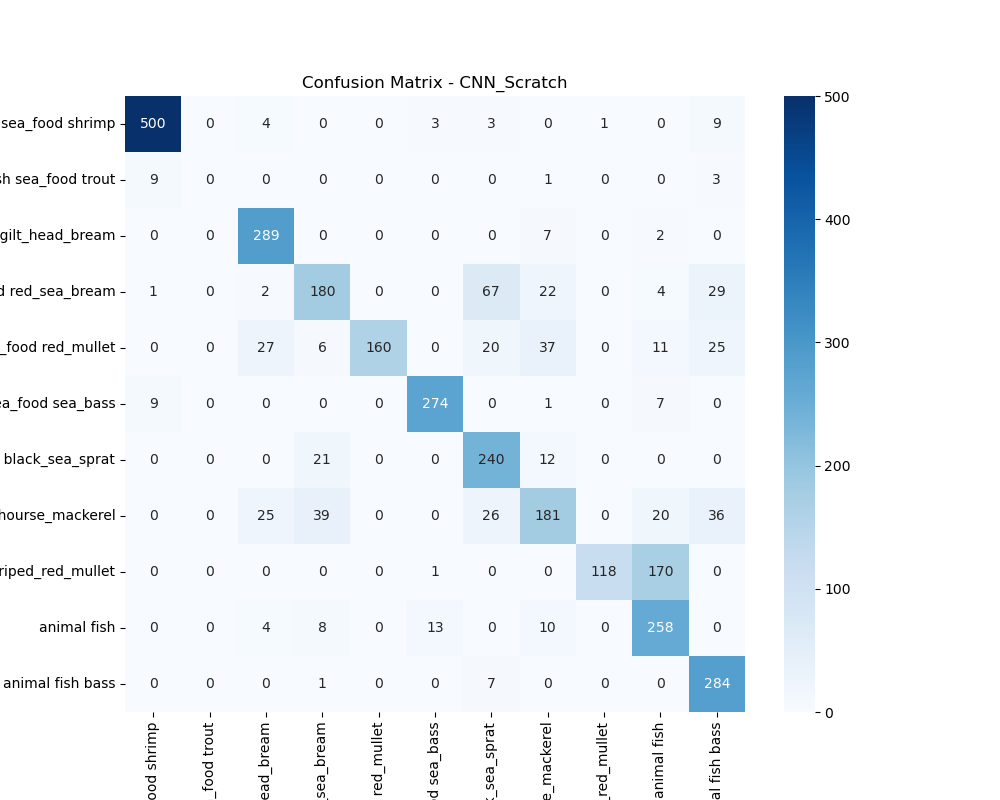 Confusion Matrix - CNN_Scratch
sea_food shrimp 500 0 4 0 0 3 3 0 1 0 9
sh sea_food trout 9 0 0 0 0 0 0 1 0 0 3
gilt_head_bream 0 0 289 0 0 0 0 7 0 2 0
d red_sea_bream 1 0 2 180 0 0 67 22 0 4 29
_food red_mullet 0 0 27 6 160 0 20 37 0 11 25
ea_food sea_bass 9 0 0 0 0 274 0 1 0 7 0
black_sea_sprat 0 0 0 21 0 0 240 12 0 0 0
hourse_mackerel 0 0 25 39 0 0 26 181 0 20 36
riped_red_mullet 0 0 0 0 0 1 0 0 118 170 0
animal fish 0 0 4 8 0 13 0 10 0 258 0
animal fish bass 0 0 0 1 0 0 7 0 0 0 284
ood shrimp
_food trout
ead_bream
_sea_bream
red_mullet
d sea_bass
k_sea_sprat
e_mackerel
_red_mullet
animal fish
al fish bass
500
400
300
200
100
0